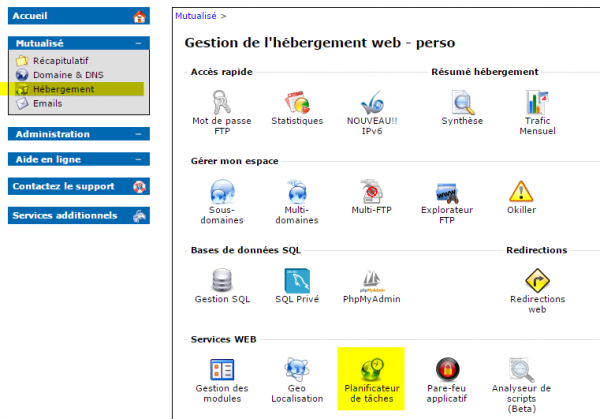 Accueil
Mutualisé
Récapitulatif
Domaine & DNS
Hébergement
Emails
Administration
Aide en ligne
Contactez le support
Services additionnels
Mutualisé >
Gestion de l'hébergement web - perso
Accès rapide
Résumé hébergement
Mot de passe
FTP
Statistiques
NOUVEAU!!
IPv6
Synthèse
Trafic
Mensuel
Gérer mon espace
Sous-
domaines
Multi-
domaines
Multi-FTP
Explorateur
FTP
Okiller
Bases de données SQL
Redirections
Gestion SQL
SQL Privé
PhpMyAdmin
Redirections
web
Services WEB
Gestion des
modules
Geo
Localisation
Planificateur
de tâches
Pare-feu
applicatif
Analyseur de
scripts
(Beta)